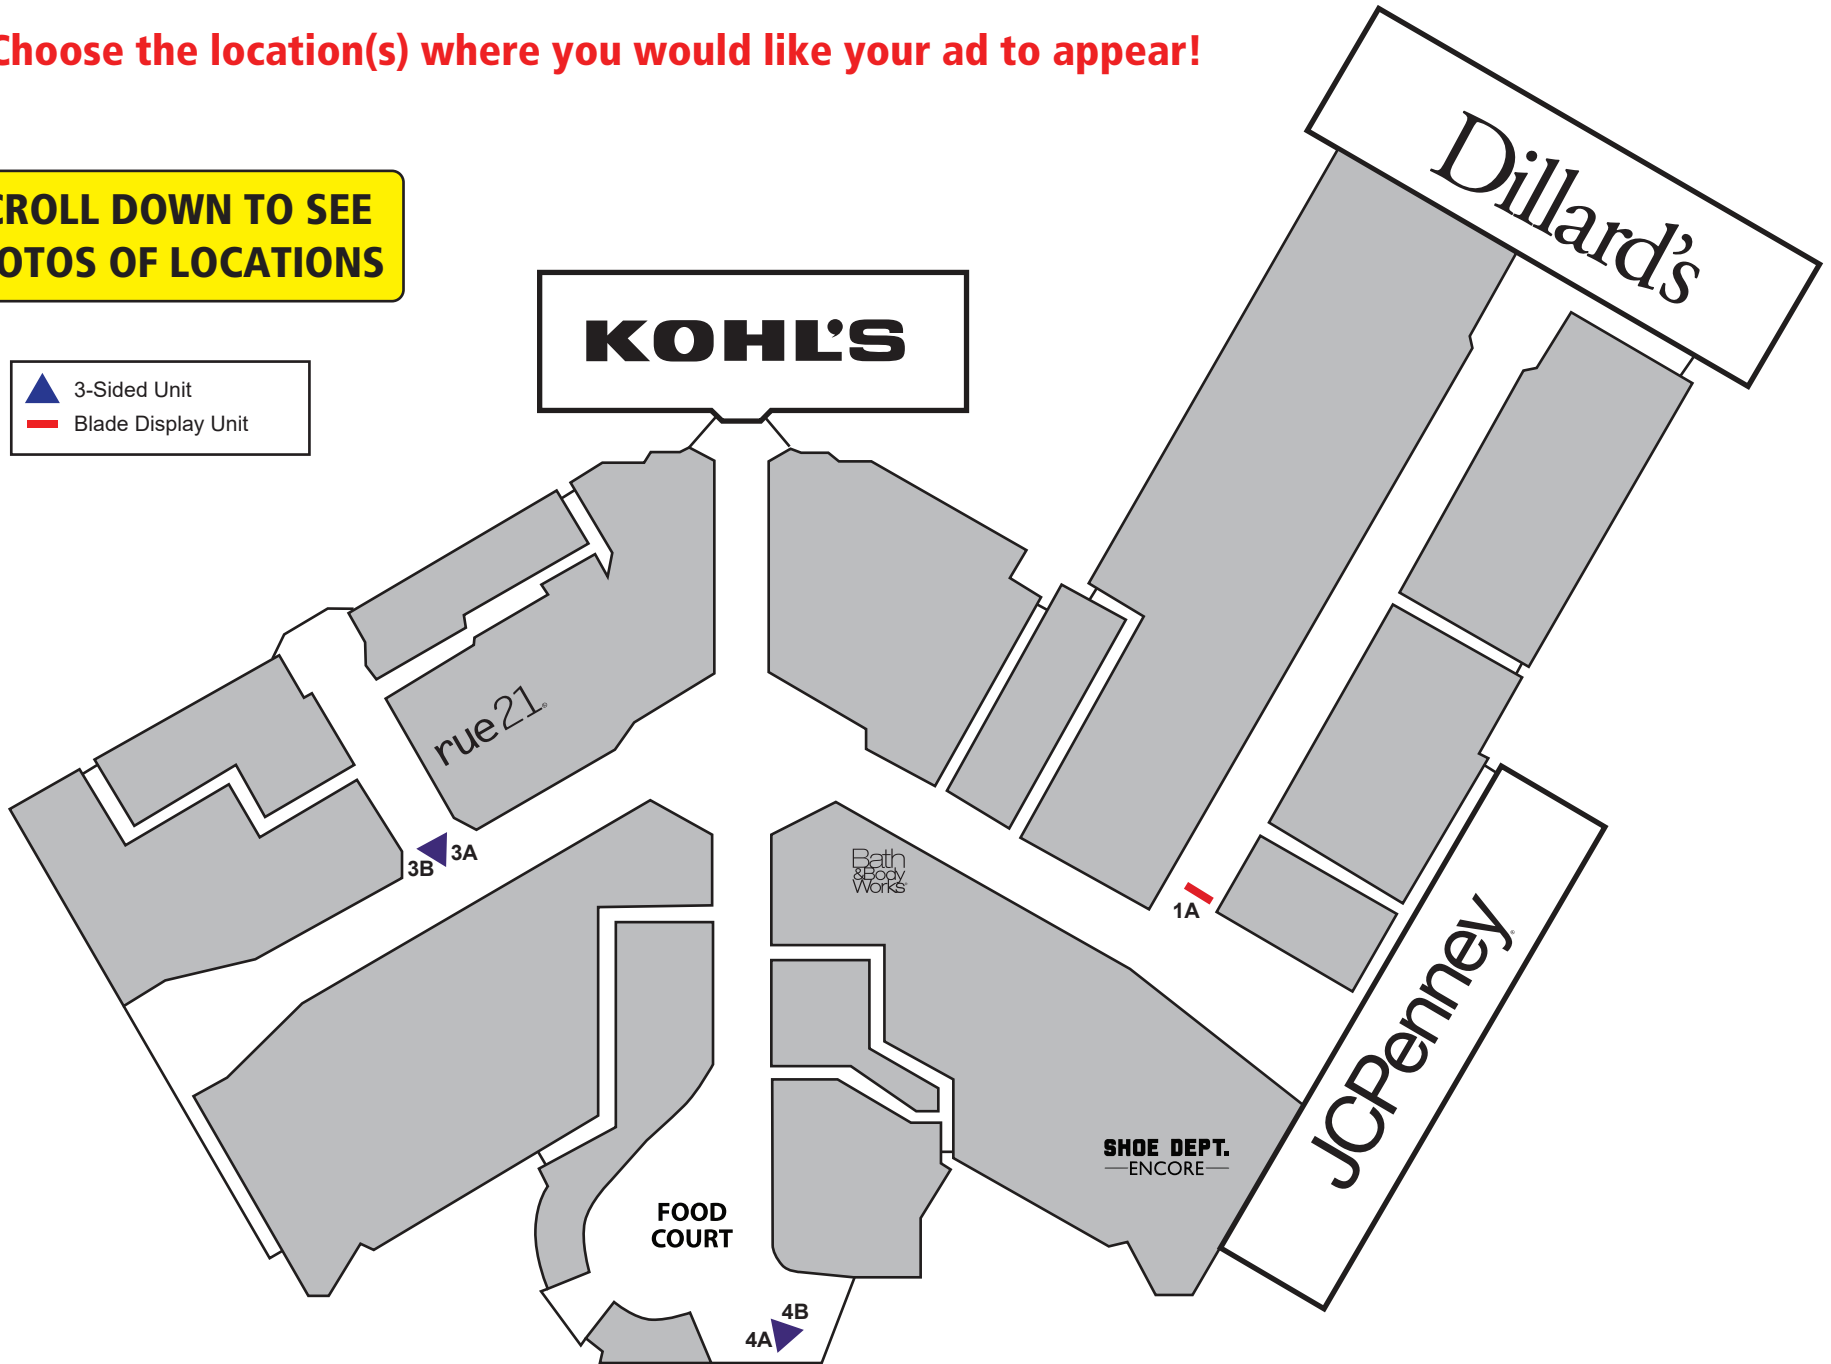 Choose the location(s) where you would like your ad to appear!
CROLL DOWN TO SEE
OTOS OF LOCATIONS
3-Sided Unit
Blade Display Unit
Dillard's
KOHL'S
rue21
3A
3B
Bath
&Body
Works
1A
JCPenney
SHOE DEPT.
ENCORE
FOOD
COURT
4B
4A